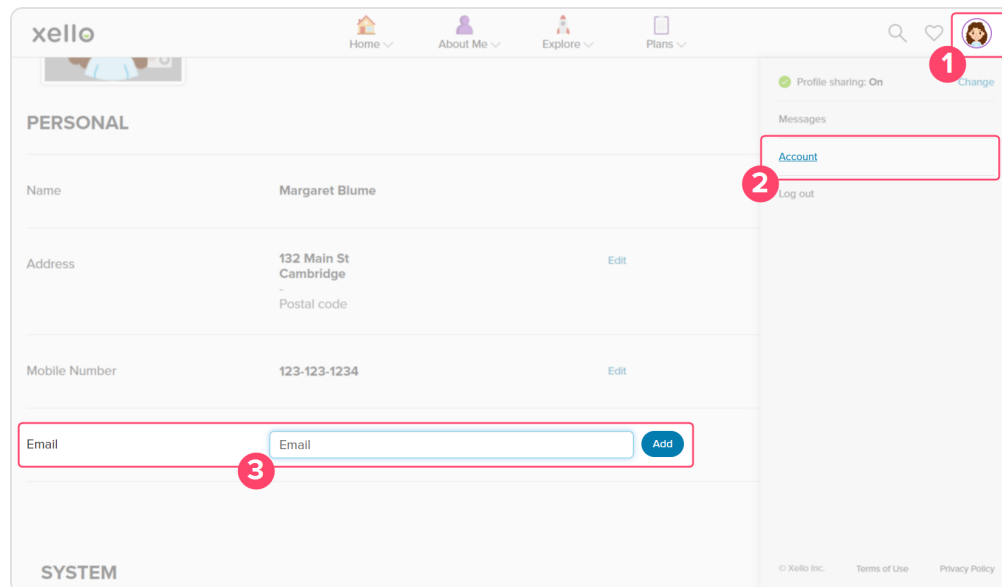 xello
Home
About Me
Explore
Plans
1
Profile sharing: On
Change
Messages
Account
2
Log out
PERSONAL
Name
Margaret Blume
Address
132 Main St
Cambridge
-
Postal code
Edit
Mobile Number
123-123-1234
Edit
Email
Email
Add
3
SYSTEM
© Xello Inc.
Terms of Use
Privacy Policy